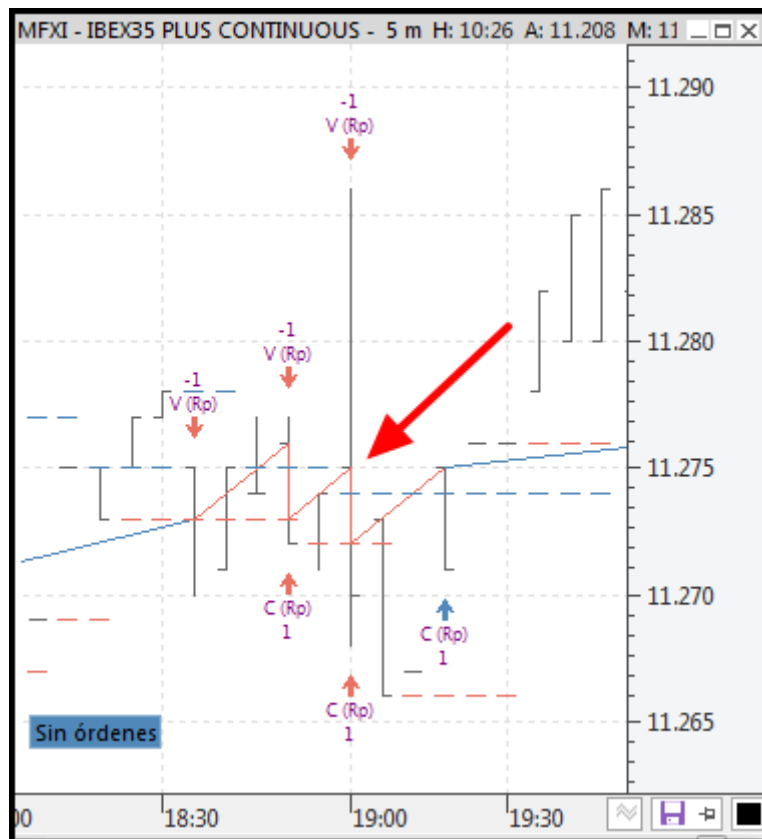 MFXI - IBEX35 PLUS CONTINUOUS - 5 m H: 10:26 A: 11.208 M: 11
11.290
-1
V (Rp)
11.285
-1
V (Rp)
11.280
-1
V (Rp)
11.275
C (Rp)
1
11.270
C (Rp)
1
C (Rp)
1
Sin órdenes
11.265
00
18:30
19:00
19:30